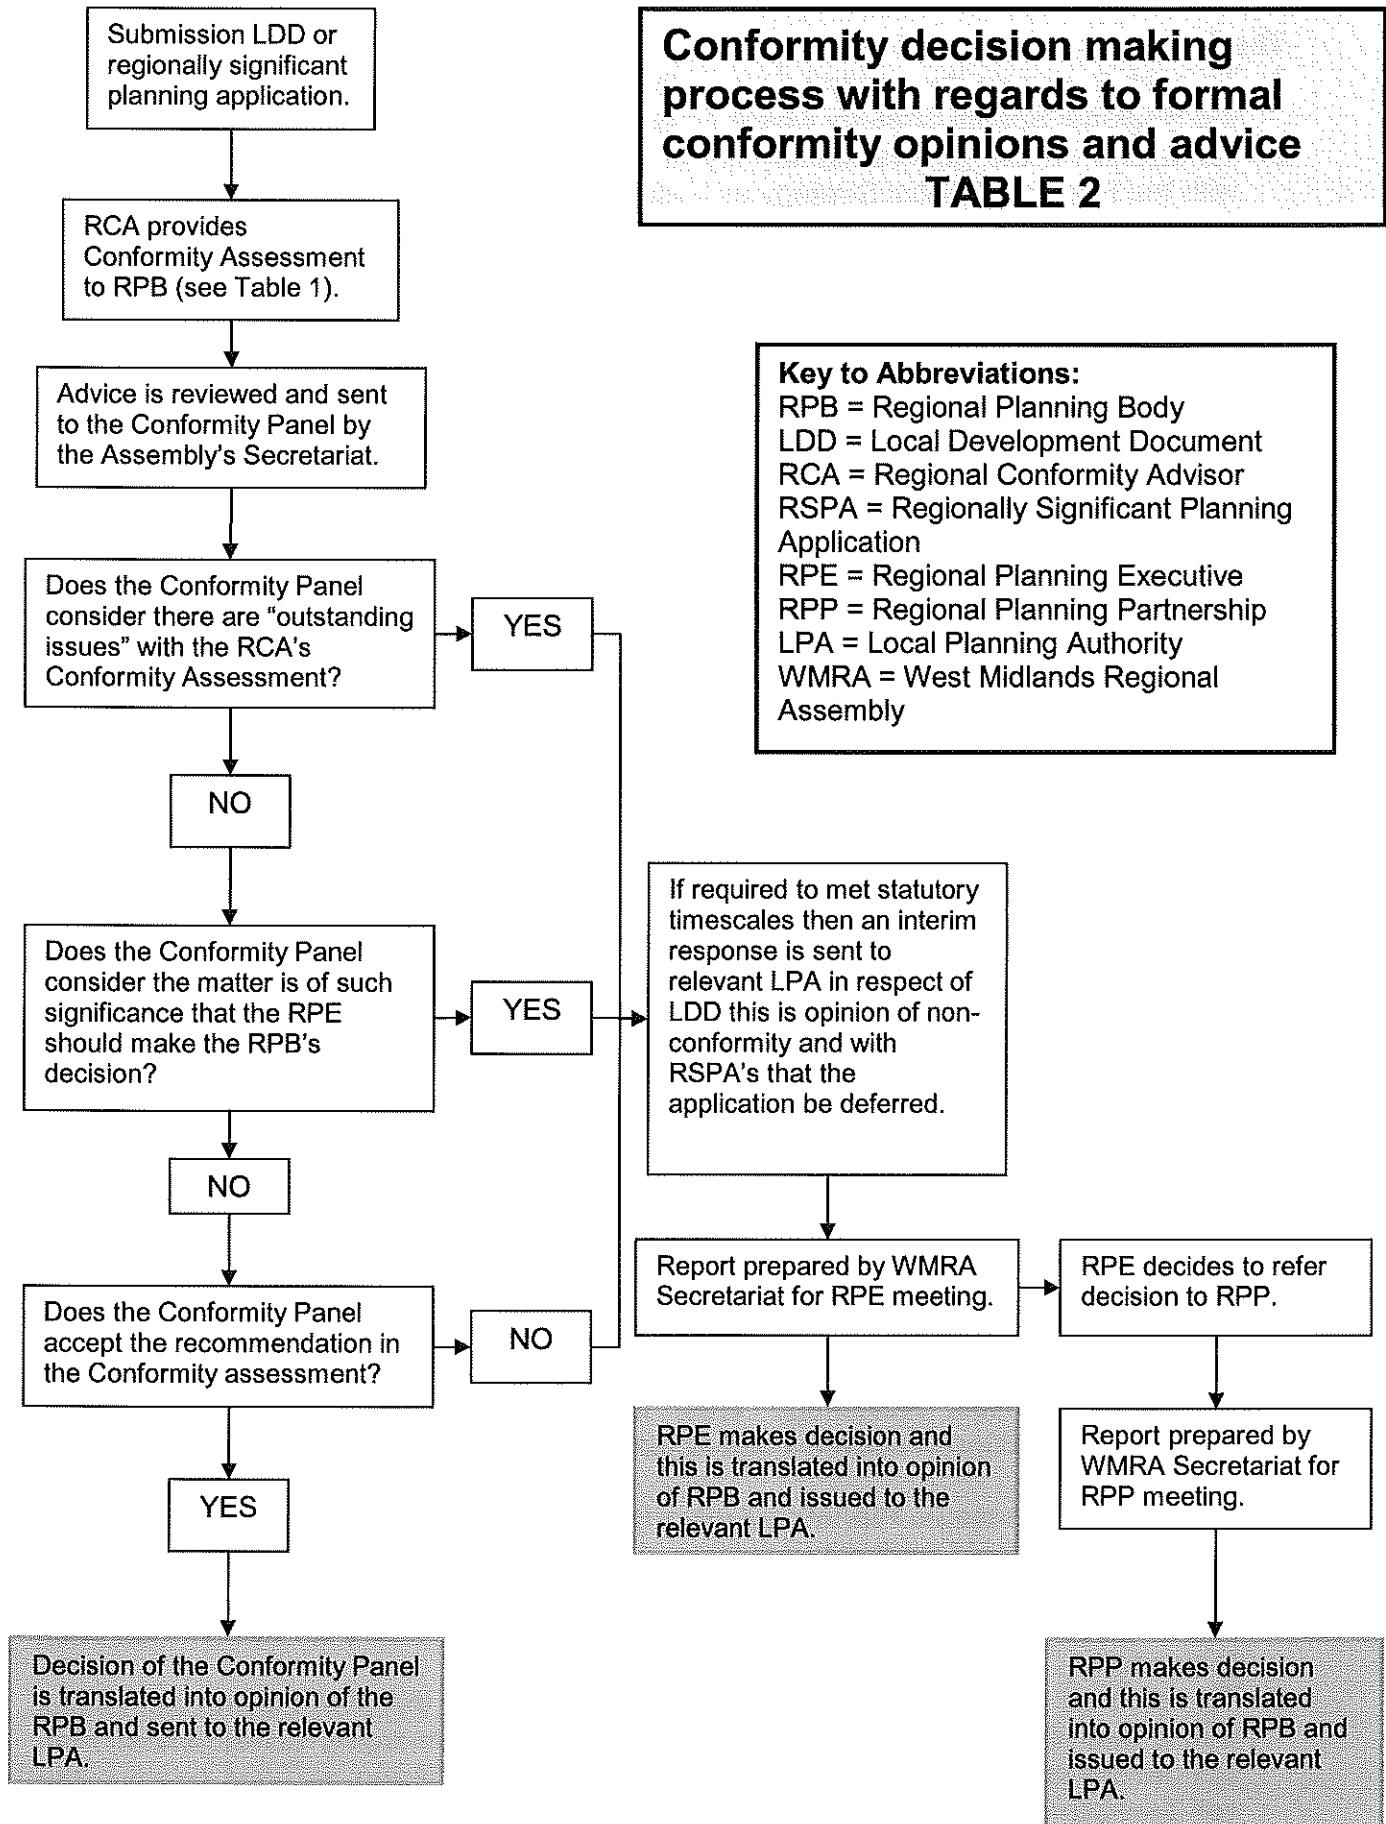 Submission LDD or
regionally significant
planning application.
Conformity decision making
process with regards to formal
conformity opinions and advice
TABLE 2
RCA provides
Conformity Assessment
to RPB (see Table 1).
Key to Abbreviations:
RPB = Regional Planning Body
LDD = Local Development Document
RCA = Regional Conformity Advisor
RSPA = Regionally Significant Planning
Application
RPE = Regional Planning Executive
RPP = Regional Planning Partnership
LPA = Local Planning Authority
WMRA = West Midlands Regional
Assembly
Advice is reviewed and sent
to the Conformity Panel by
the Assembly's Secretariat.
Does the Conformity Panel
consider there are “outstanding
issues” with the RCA's
Conformity Assessment?
YES
NO
Does the Conformity Panel
consider the matter is of such
significance that the RPE
should make the RPB's
decision?
YES
If required to met statutory
timescales then an interim
response is sent to
relevant LPA in respect of
LDD this is opinion of non-
conformity and with
RSPA's that the
application be deferred.
NO
Does the Conformity Panel
accept the recommendation in
the Conformity assessment?
NO
Report prepared by WMRA
Secretariat for RPE meeting.
RPE decides to refer
decision to RPP.
YES
RPE makes decision and
this is translated into opinion
of RPB and issued to the
relevant LPA.
Report prepared by
WMRA Secretariat for
RPP meeting.
Decision of the Conformity Panel
is translated into opinion of the
RPB and sent to the relevant
LPA.
RPP makes decision
and this is translated
into opinion of RPB and
issued to the relevant
LPA.